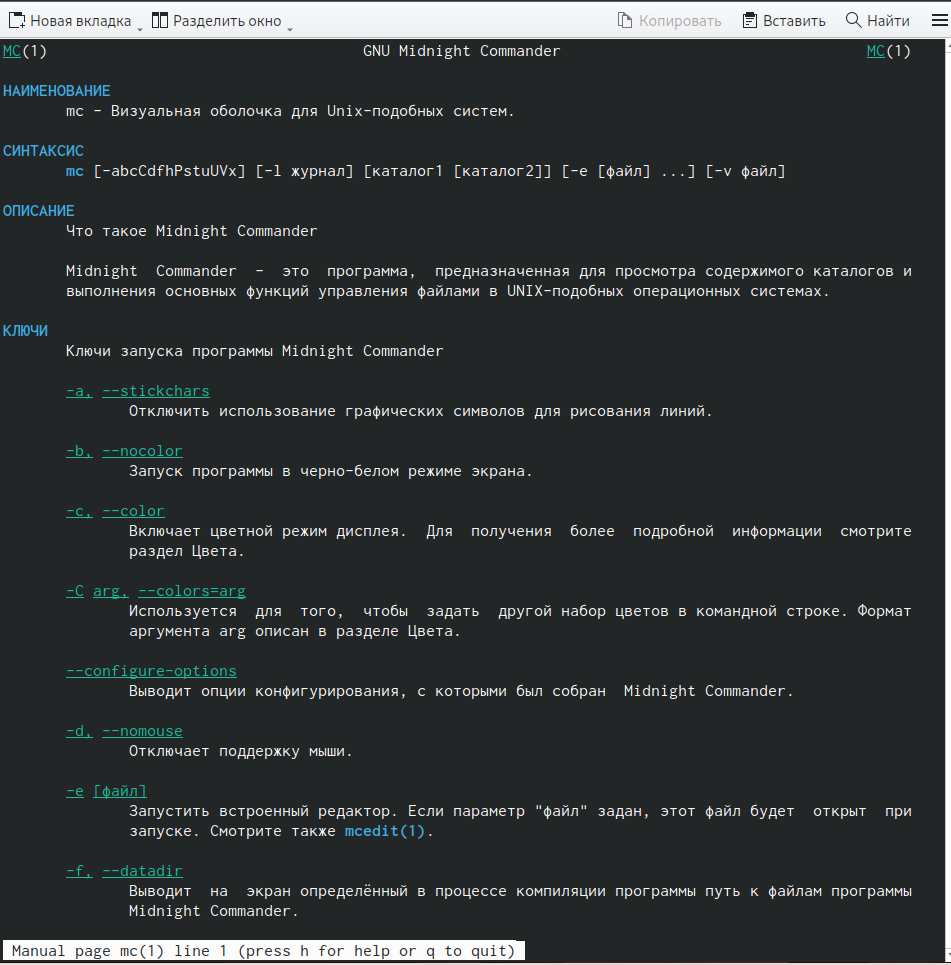 Новая вкладка Разделить окно Копировать Вставить Найти
MC(1) GNU Midnight Commander MC(1)
НАИМЕНОВАНИЕ
mc - Визуальная оболочка для Unix-подобных систем.
СИНТАКСИС
mc [-abcCdfhPstuUVx] [-l журнал] [каталог1 [каталог2]] [-e [файл] ...] [-v файл]
ОПИСАНИЕ
Что такое Midnight Commander
Midnight Commander - это программа, предназначенная для просмотра содержимого каталогов и
выполнения основных функций управления файлами в UNIX-подобных операционных системах.
КЛЮЧИ
Ключи запуска программы Midnight Commander
-a, --stickchars
Отключить использование графических символов для рисования линий.
-b, --nocolor
Запуск программы в черно-белом режиме экрана.
-c, --color
Включает цветной режим дисплея. Для получения более подробной информации смотрите
раздел Цвета.
-C arg, --colors=arg
Используется для того, чтобы задать другой набор цветов в командной строке. Формат
аргумента arg описан в разделе Цвета.
--configure-options
Выводит опции конфигурирования, с которыми был собран Midnight Commander.
-d, --nomouse
Отключает поддержку мыши.
-e [файл]
Запустить встроенный редактор. Если параметр "файл" задан, этот файл будет открыт при
запуске. Смотрите также mcedit(1).
-f, --datadir
Выводит на экран определённый в процессе компиляции программы путь к файлам программы
Midnight Commander.
Manual page mc(1) line 1 (press h for help or q to quit)